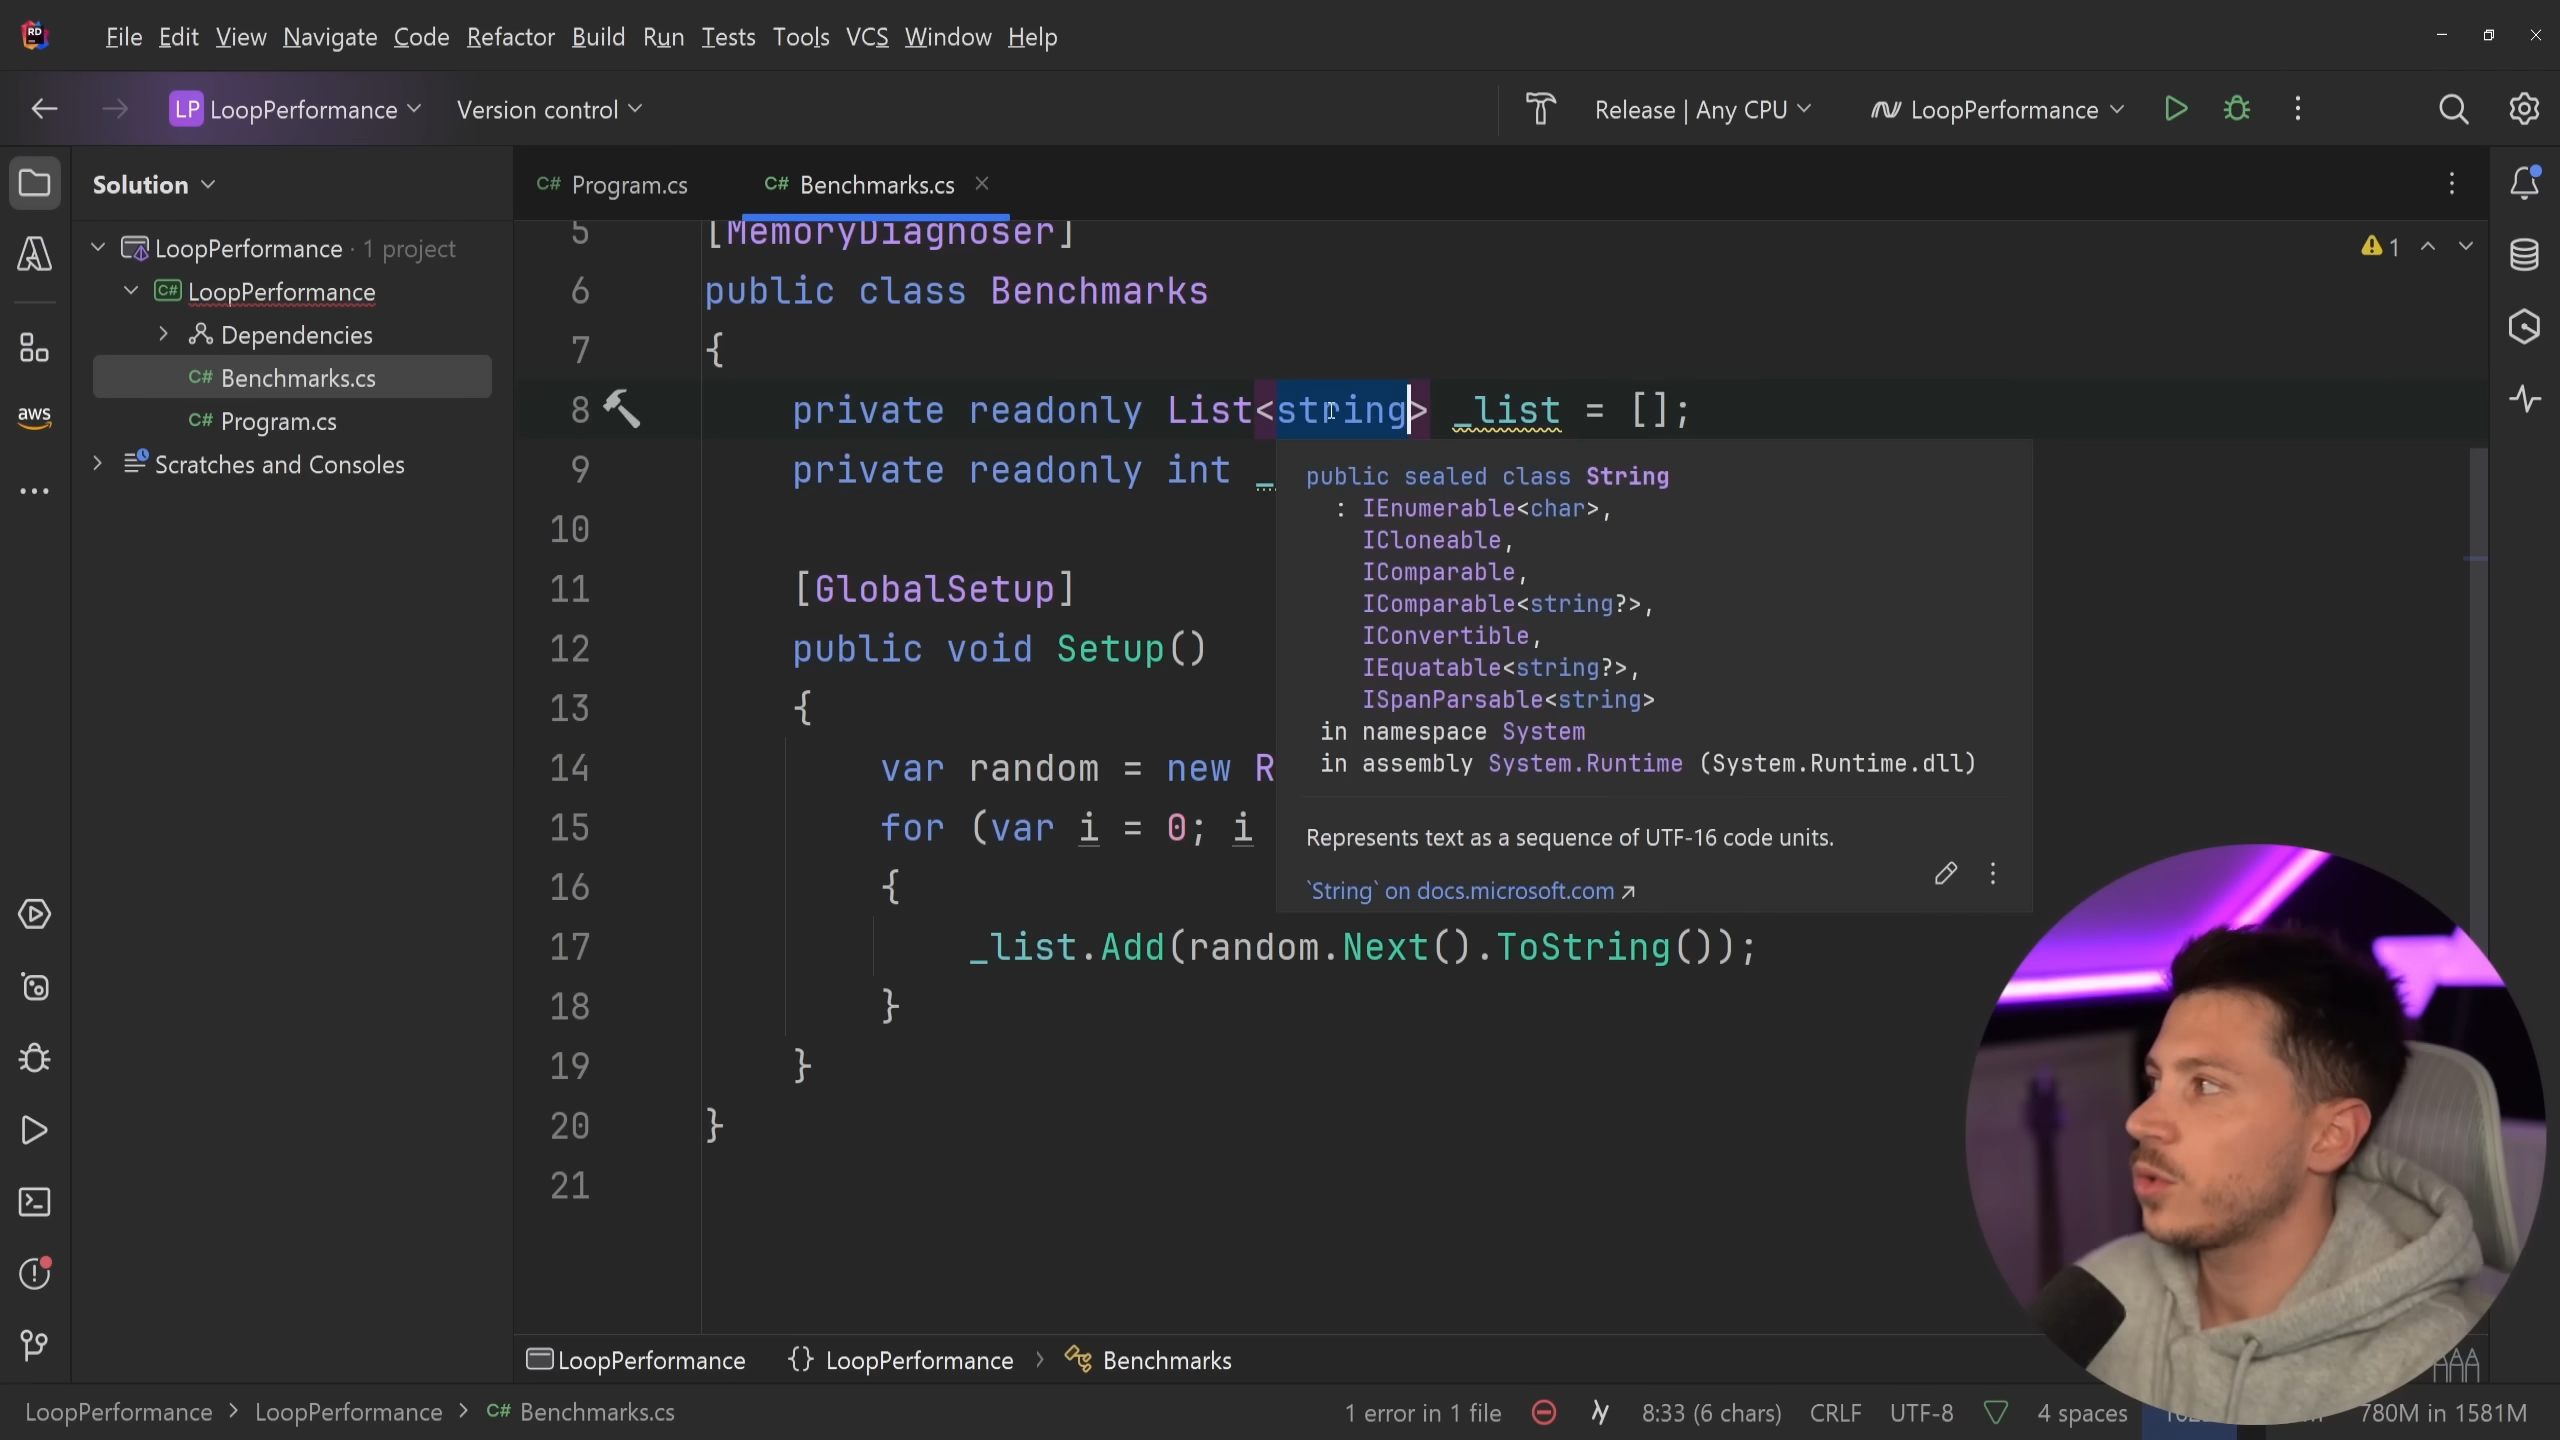 RD File Edit View Navigate Code Refactor Build Run Tests Tools VCS Window Help
LP LoopPerformance Version control Release | Any CPU LoopPerformance
Solution
C# Program.cs C# Benchmarks.cs
LoopPerformance · 1 project
C# LoopPerformance
Dependencies
C# Benchmarks.cs
C# Program.cs
Scratches and Consoles
aws
1
5 [MemoryDiagnoser]
6 public class Benchmarks
7 {
8 private readonly List<string> _list = [];
9 private readonly int _
10
11 [GlobalSetup]
12 public void Setup()
13 {
14 var random = new R
15 for (var i = 0; i
16 {
17 _list.Add(random.Next().ToString());
18 }
19 }
20 }
21
public sealed class String
: IEnumerable<char>,
ICloneable,
IComparable,
IComparable<string?>,
IConvertible,
IEquatable<string?>,
ISpanParsable<string>
in namespace System
in assembly System.Runtime (System.Runtime.dll)
Represents text as a sequence of UTF-16 code units.
`String` on docs.microsoft.com
LoopPerformance {} LoopPerformance > Benchmarks
LoopPerformance > LoopPerformance > C# Benchmarks.cs 1 error in 1 file 8:33 (6 chars) CRLF UTF-8 4 spaces 780M in 1581M